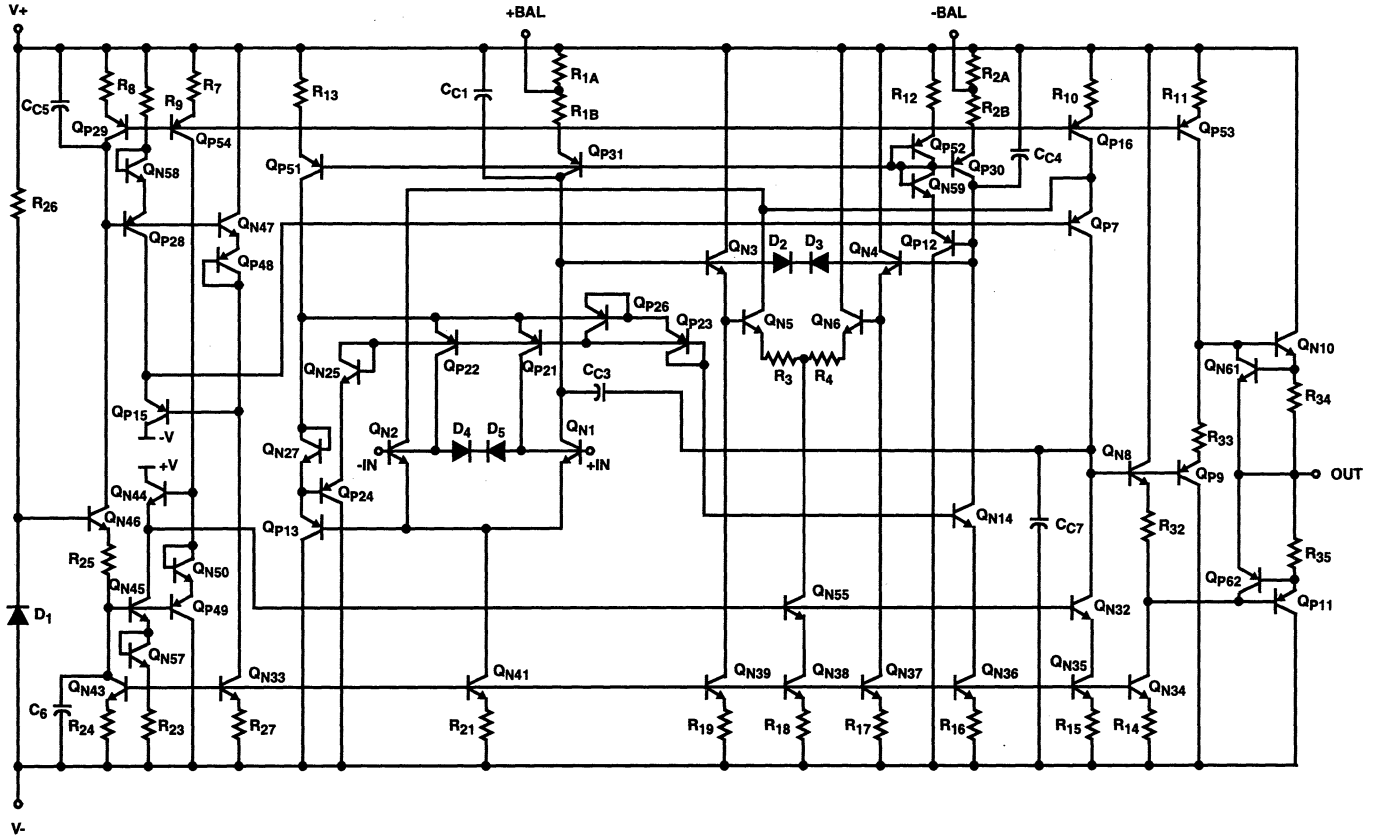 V+
+BAL
-BAL
CC5
R8
R9
R7
R13
CC1
R1A
R1B
R12
R2A
R2B
R10
R11
QP29
QP54
QP31
QP52
QP30
CC4
QP16
QP53
QN58
QP51
QN59
R26
QP28
QN47
QP48
QN3
D2
D3
QN4
QP12
QP7
QP26
QP23
QN5
QN6
QN10
QN25
QP22
QP21
CC3
R3
R4
QN61
R34
QP15
-V
QN27
QN2
D4
D5
QN1
-IN
+IN
QN8
R33
QP9
OUT
+V
QN44
QP24
QN46
QP13
QN14
CC7
R32
R25
QN50
R35
QN45
QP49
QN55
QN32
QP62
QP11
D1
QN57
QN43
QN33
QN41
QN39
QN38
QN37
QN36
QN35
QN34
C6
R24
R23
R27
R21
R19
R18
R17
R16
R15
R14
V-